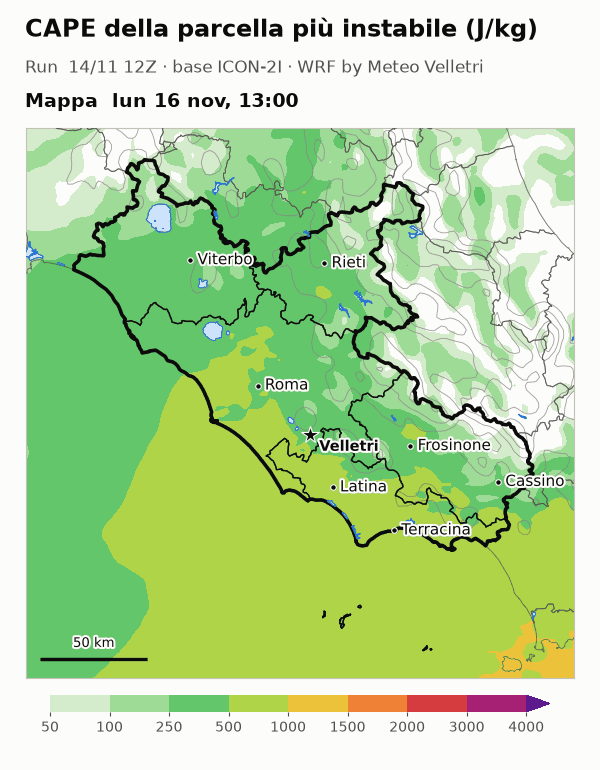 CAPE della parcella più instabile (J/kg)
Run  14/11 12Z · base ICON-2I · WRF by Meteo Velletri
Mappa  lun 16 nov, 13:00
Viterbo
Rieti
Roma
Velletri
Frosinone
Cassino
Latina
Terracina
50 km
50 100 250 500 1000 1500 2000 3000 4000